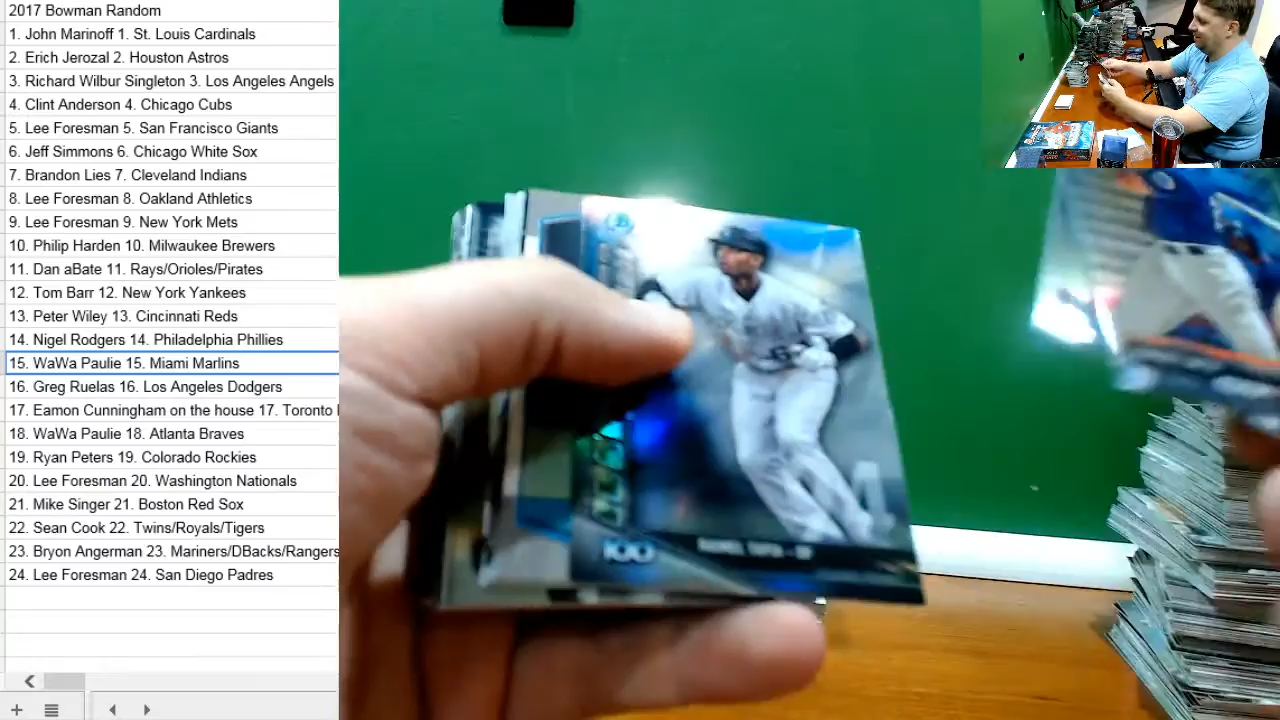 2017 Bowman Random
1. John Marinoff 1. St. Louis Cardinals
2. Erich Jerozal 2. Houston Astros
3. Richard Wilbur Singleton 3. Los Angeles Angels
4. Clint Anderson 4. Chicago Cubs
5. Lee Foresman 5. San Francisco Giants
6. Jeff Simmons 6. Chicago White Sox
7. Brandon Lies 7. Cleveland Indians
8. Lee Foresman 8. Oakland Athletics
9. Lee Foresman 9. New York Mets
10. Philip Harden 10. Milwaukee Brewers
11. Dan aBate 11. Rays/Orioles/Pirates
12. Tom Barr 12. New York Yankees
13. Peter Wiley 13. Cincinnati Reds
14. Nigel Rodgers 14. Philadelphia Phillies
15. WaWa Paulie 15. Miami Marlins
16. Greg Ruelas 16. Los Angeles Dodgers
17. Eamon Cunningham on the house 17. Toronto
18. WaWa Paulie 18. Atlanta Braves
19. Ryan Peters 19. Colorado Rockies
20. Lee Foresman 20. Washington Nationals
21. Mike Singer 21. Boston Red Sox
22. Sean Cook 22. Twins/Royals/Tigers
23. Bryon Angerman 23. Mariners/DBacks/Rangers
24. Lee Foresman 24. San Diego Padres
100